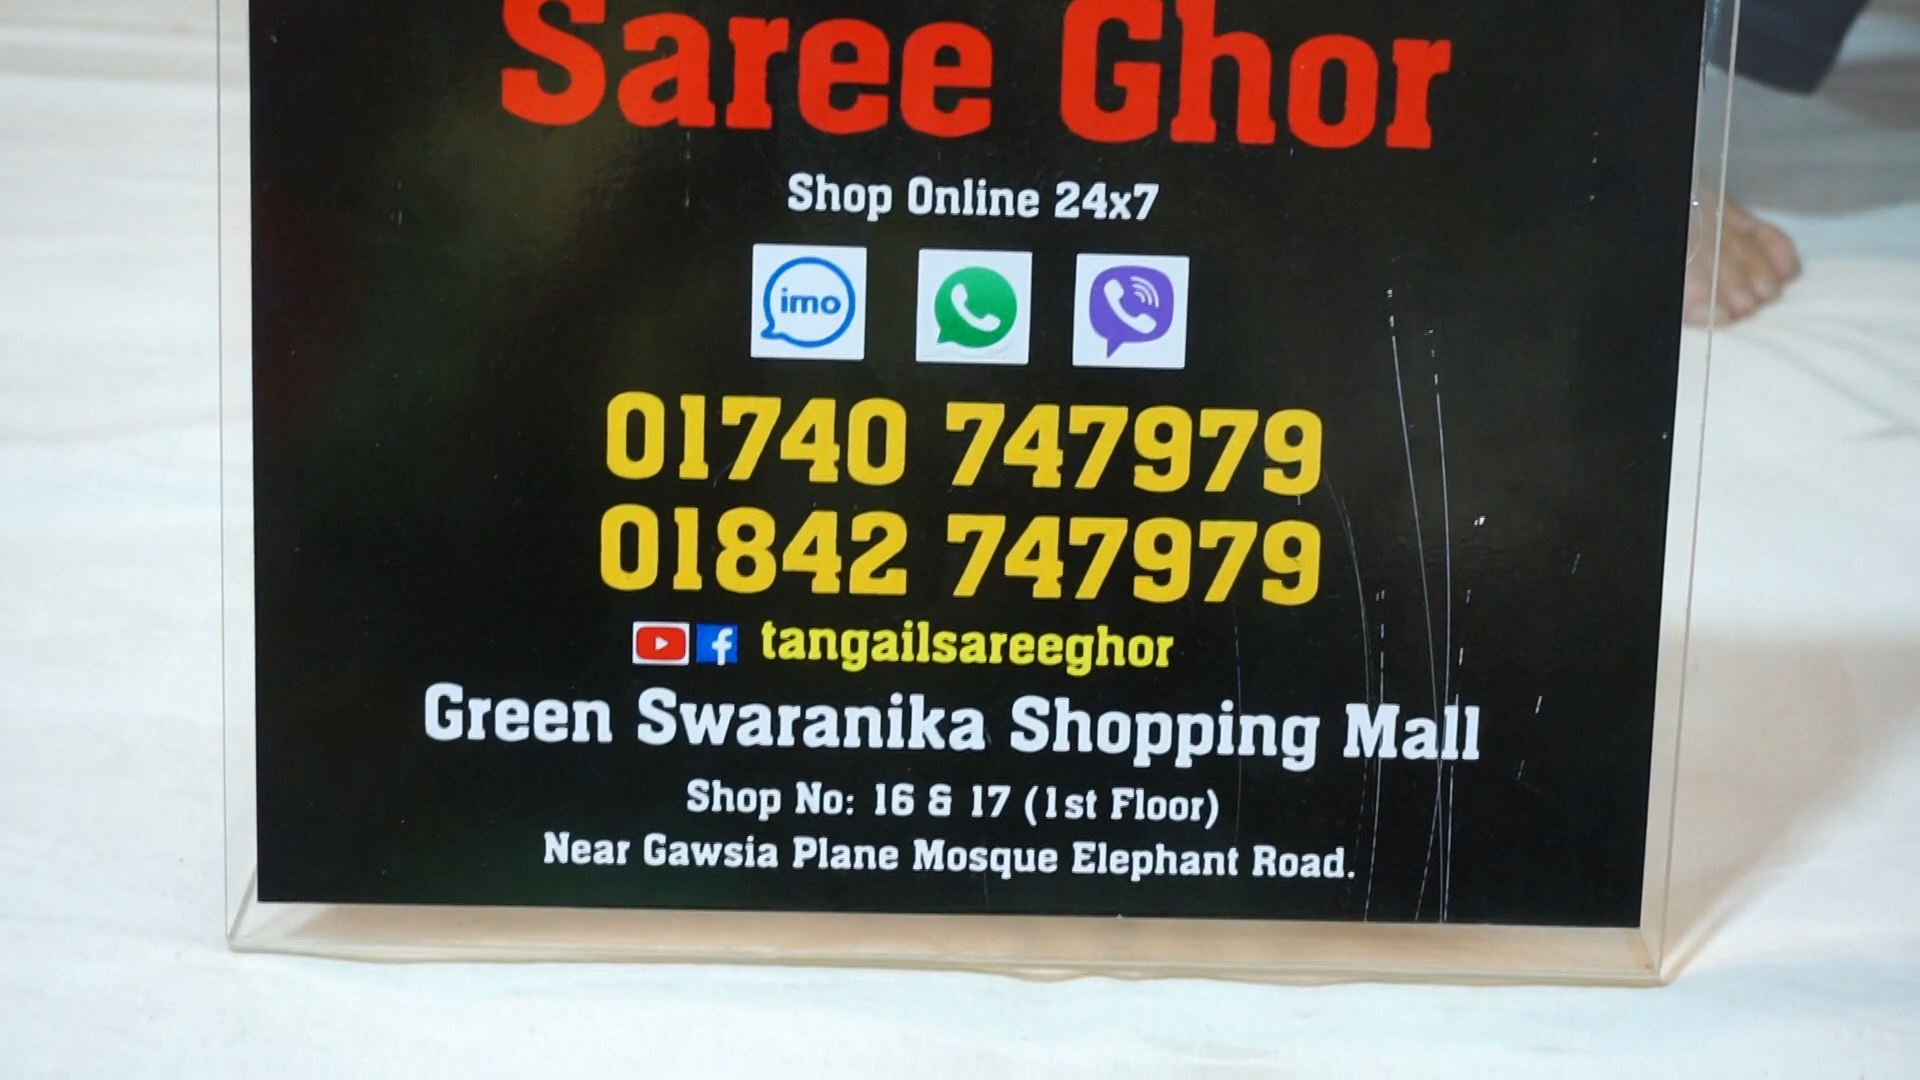 Saree Ghor
Shop Online 24x7
imo
01740 747979
01842 747979
tangailsareeghor
Green Swaranika Shopping Mall
Shop No: 16 & 17 (1st Floor)
Near Gawsia Plane Mosque Elephant Road.